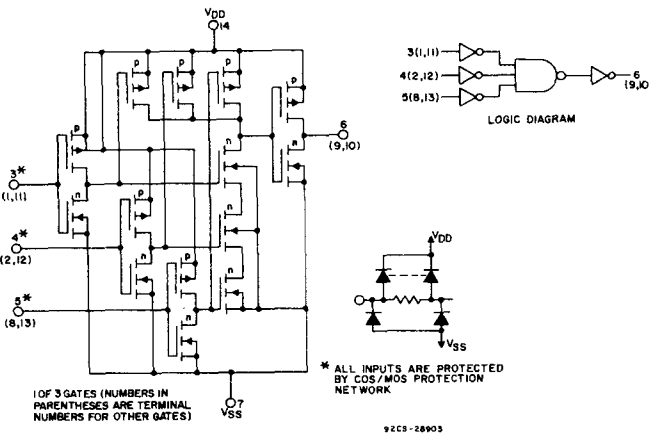 VDD
14
p
p
p
p
p
p
p
n
n
n
n
n
n
n
3*
(1,11)
4*
(2,12)
5*
(8,13)
6
(9,10)
7
VSS
1 OF 3 GATES (NUMBERS IN
PARENTHESES ARE TERMINAL
NUMBERS FOR OTHER GATES)
3(1,11)
4(2,12)
5(8,13)
6
(9,10
LOGIC DIAGRAM
VDD
VSS
* ALL INPUTS ARE PROTECTED
BY COS/MOS PROTECTION
NETWORK
92CS-28903